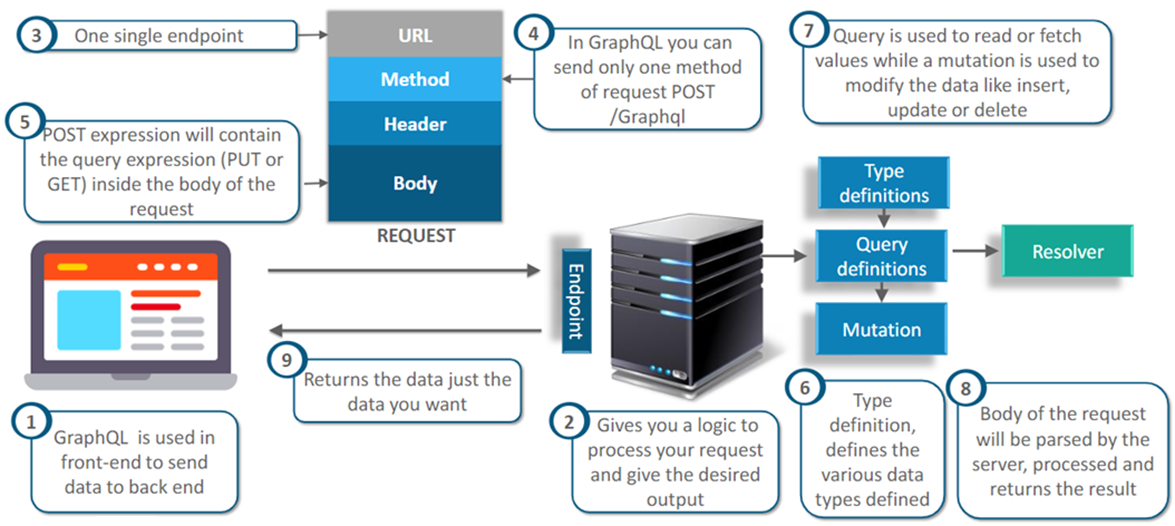 3
One single endpoint
URL
Method
Header
Body
REQUEST
4
In GraphQL you can
send only one method
of request POST
/Graphql
7
Query is used to read or fetch
values while a mutation is used to
modify the data like insert,
update or delete
5
POST expression will contain
the query expression (PUT or
GET) inside the body of the
request
Endpoint
Type
definitions
Query
definitions
Mutation
Resolver
9
Returns the data just the
data you want
1
GraphQL is used in
front-end to send
data to back end
2
Gives you a logic to
process your request
and give the desired
output
6
Type
definition,
defines the
various data
types defined
8
Body of the request
will be parsed by the
server, processed and
returns the result